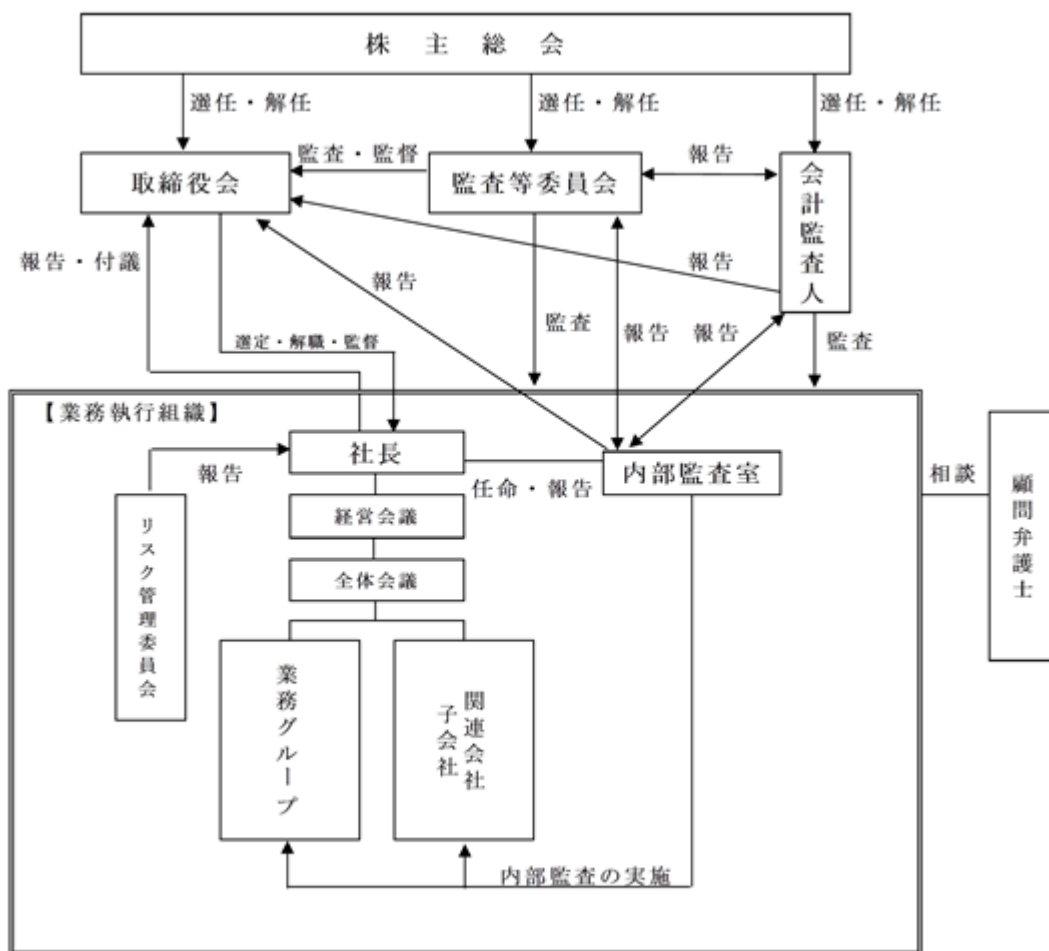 株主総会
選任・解任
選任・解任
選任・解任
監査・監督
報告
取締役会
監査等委員会
会計監査人
報告・付議
報告
報告
選定・解職・監督
監査
報告
報告
監査
【業務執行組織】
社長
内部監査室
報告
任命・報告
相談
顧問弁護士
リスク管理委員会
経営会議
全体会議
業務グループ
関連会社
子会社
内部監査の実施